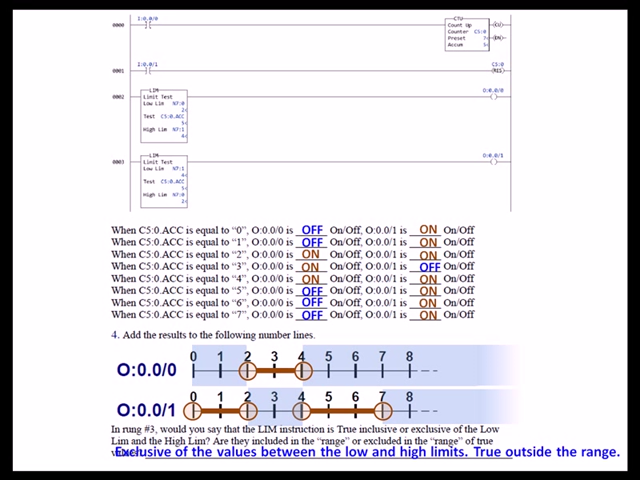 I:0.0/0
CTU
0000
Count Up
CU
Counter C5:0
Preset 7<
DN
Accum
I:0.0/1
C5:0
0001
RES
LIM
O:0.0/0
0002
Limit Test
Low Lim N7:0
2<
Test C5:0.ACC
High Lim N7:1
4<
LIM
O:0.0/1
0003
Limit Test
Low Lim N7:1
4<
Test C5:0.ACC
High Lim N7:0
2<
When C5:0.ACC is equal to “0”, O:0.0/0 is OFF On/Off, O:0.0/1 is ON On/Off
When C5:0.ACC is equal to “1”, O:0.0/0 is OFF On/Off, O:0.0/1 is ON On/Off
When C5:0.ACC is equal to “2”, O:0.0/0 is ON On/Off, O:0.0/1 is ON On/Off
When C5:0.ACC is equal to “3”, O:0.0/0 is ON On/Off, O:0.0/1 is OFF On/Off
When C5:0.ACC is equal to “4”, O:0.0/0 is ON On/Off, O:0.0/1 is ON On/Off
When C5:0.ACC is equal to “5”, O:0.0/0 is OFF On/Off, O:0.0/1 is ON On/Off
When C5:0.ACC is equal to “6”, O:0.0/0 is OFF On/Off, O:0.0/1 is ON On/Off
When C5:0.ACC is equal to “7”, O:0.0/0 is OFF On/Off, O:0.0/1 is ON On/Off
4. Add the results to the following number lines.
0 1 2 3 4 5 6 7 8
O:0.0/0
0 1 2 3 4 5 6 7 8
O:0.0/1
In rung #3, would you say that the LIM instruction is True inclusive or exclusive of the Low
Lim and the High Lim? Are they included in the “range” or excluded in the “range” of true
Exclusive of the values between the low and high limits. True outside the range.